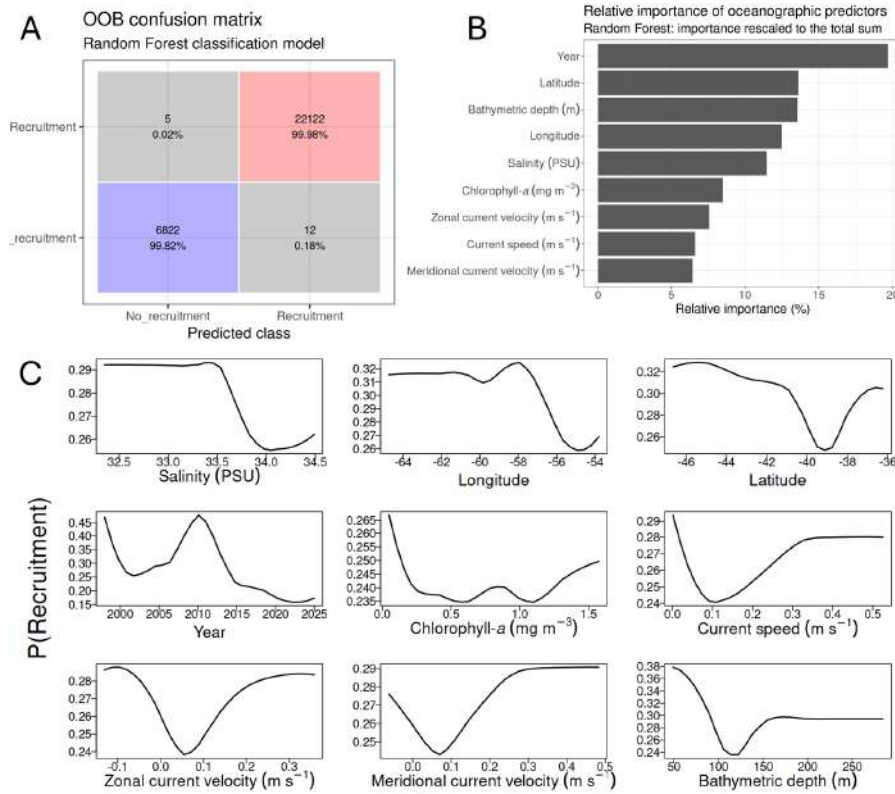 A
OOB confusion matrix
Random Forest classification model
Recruitment
5
0.02%
22122
99.98%
_recruitment
6822
99.82%
12
0.18%
No_recruitment
Recruitment
Predicted class
B
Relative importance of oceanographic predictors
Random Forest: importance rescaled to the total sum
Year
Latitude
Bathymetric depth (m)
Longitude
Salinity (PSU)
Chlorophyll-a (mg m⁻³)
Zonal current velocity (m s⁻¹)
Current speed (m s⁻¹)
Meridional current velocity (m s⁻¹)
0 5 10 15 20
Relative importance (%)
C
P(Recruitment)
0.29
0.28
0.27
0.26
32.5 33.0 33.5 34.0 34.5
Salinity (PSU)
0.32
0.31
0.30
0.29
0.28
0.27
0.26
-64 -62 -60 -58 -56 -54
Longitude
0.32
0.30
0.28
0.26
-46 -44 -42 -40 -38 -36
Latitude
0.45
0.40
0.35
0.30
0.25
0.20
0.15
2000 2005 2010 2015 2020 2025
Year
0.265
0.260
0.255
0.250
0.245
0.240
0.235
0.0 0.5 1.0 1.5
Chlorophyll-a (mg m⁻³)
0.29
0.28
0.27
0.26
0.25
0.24
0.0 0.1 0.2 0.3 0.4 0.5
Current speed (m s⁻¹)
0.28
0.27
0.26
0.25
0.24
-0.1 0.0 0.1 0.2 0.3
Zonal current velocity (m s⁻¹)
0.29
0.28
0.27
0.26
0.25
0.0 0.1 0.2 0.3 0.4 0.5
Meridional current velocity (m s⁻¹)
0.38
0.36
0.34
0.32
0.30
0.28
0.26
0.24
50 100 150 200 250
Bathymetric depth (m)